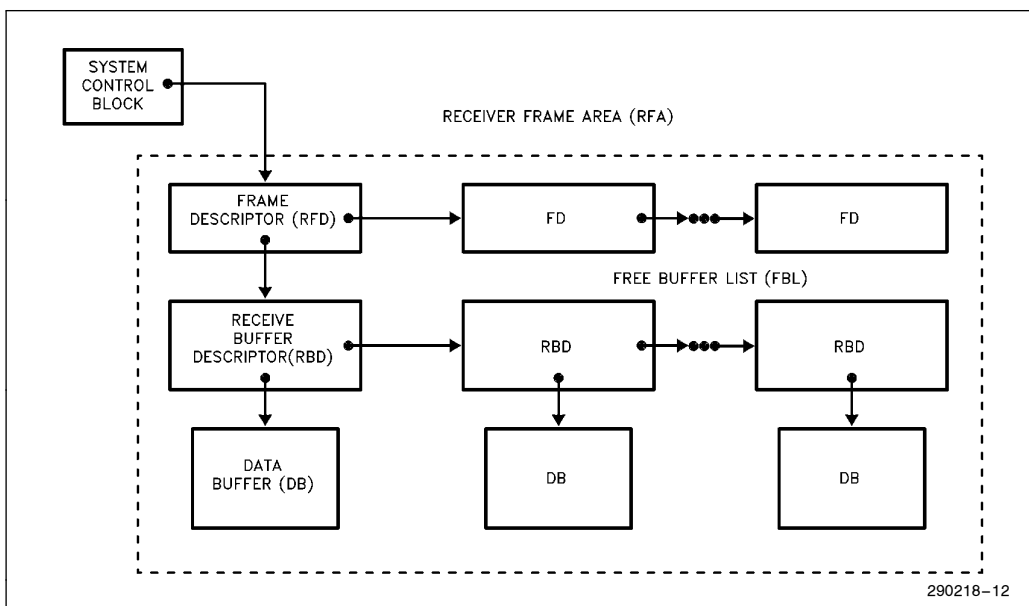 SYSTEM
CONTROL
BLOCK
RECEIVER FRAME AREA (RFA)
FRAME
DESCRIPTOR (RFD)
FD
FD
FREE BUFFER LIST (FBL)
RECEIVE
BUFFER
DESCRIPTOR(RBD)
RBD
RBD
DATA
BUFFER (DB)
DB
DB
290218–12